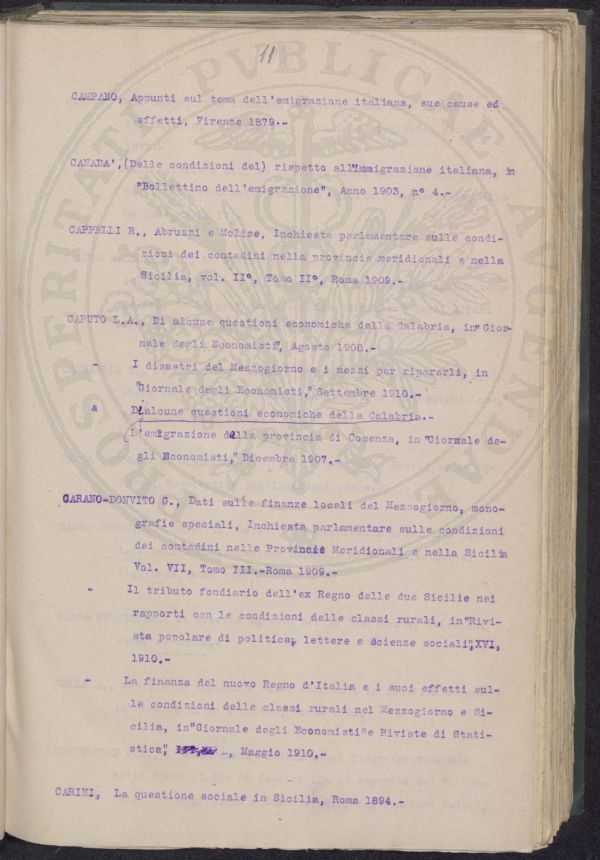 11
CAMPANO, Appunti sul tema dell'emigrazione italiana, sue cause ed
effetti, Firenze 1879.-
CANADA',(Delle condizioni del) rispetto all'immigrazione italiana, in
"Bollettino dell'emigrazione", Anno 1903, n° 4.-
CAPPELLI R., Abruzzi e Molise, Inchiesta parlamentare sulle condi-
zioni dei contadini nella provincie meridionali e nella
Sicilia, vol. II°, Tomo II°, Roma 1909.-
CAPUTO L.A., Di alcune questioni economiche della Calabria, in" Gior-
nale degli Economisti", Agosto 1908.-
- I disastri del Mezzogiorno e i mezzi per ripararli, in
"Giornale degli Economisti," Settembre 1910.-
" Di alcune questioni economiche della Calabria.-
L'emigrazione dalla provincia di Cosenza, in "Giornale de-
gli Economisti," Dicembre 1907.-
CARANO-DONVITO G., Dati sulle finanze locali del Mezzogiorno, mono-
grafie speciali, Inchiesta parlamentare sulle condizioni
dei contadini nelle Provincie Meridionali e nella Sicilia
Vol. VII, Tomo III.-Roma 1909.-
- Il tributo fondiario dell'ex Regno delle due Sicilie nei
rapporti con le condizioni delle classi rurali, in"Rivi-
sta popolare di politica, lettere e scienze sociali",XVI,
1910.-
- La finanza del nuovo Regno d'Italia e i suoi effetti sul-
le condizioni delle classi rurali nel Mezzogiorno e Si-
cilia, in"Giornale degli Economisti"e Riviste di Stati-
stica", L, Maggio 1910.-
CARINI, La questione sociale in Sicilia, Roma 1894.-